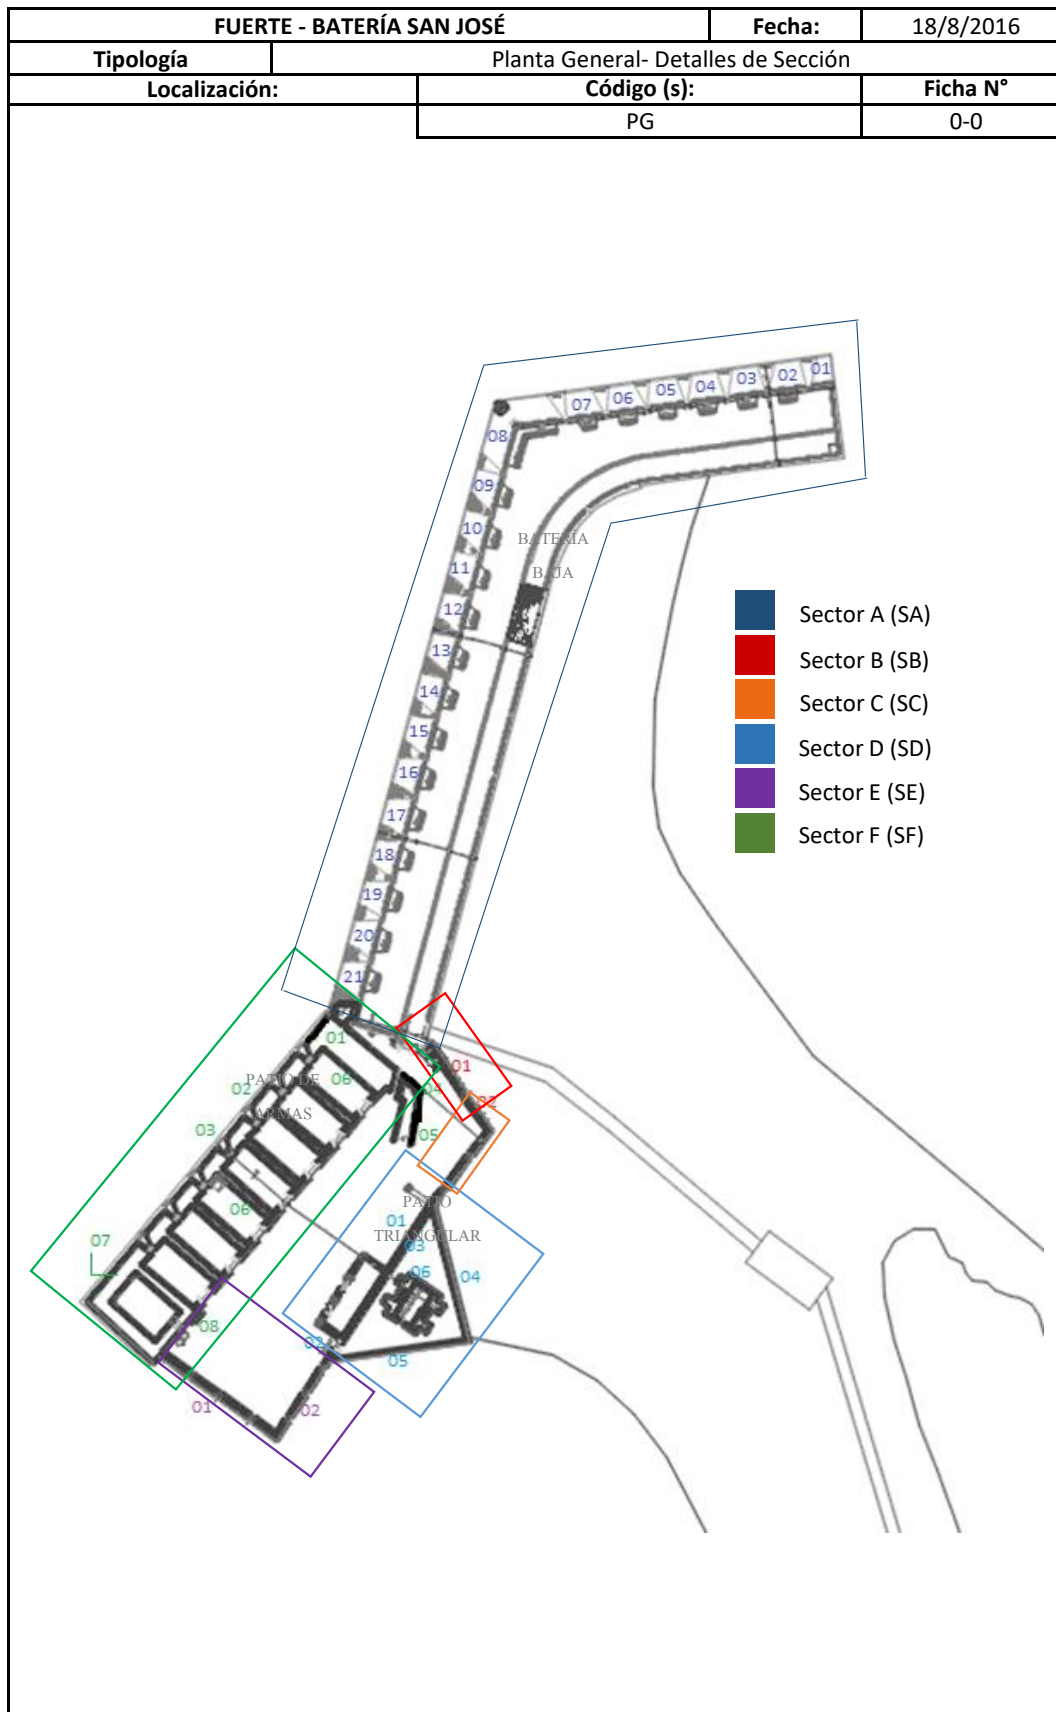 FUERTE - BATERÍA SAN JOSÉ Fecha: 18/8/2016
Tipología Planta General- Detalles de Sección
Localización: Código (s): Ficha N°
PG 0-0
01
02
03
04
05
06
07
08
09
10
11
12
13
14
15
16
17
18
19
20
21
BATERÍA
BAJA
Sector A (SA)
Sector B (SB)
Sector C (SC)
Sector D (SD)
Sector E (SE)
Sector F (SF)
01
02
01
02
03
04
05
06
06
07
08
PATIO DE
ARMAS
PATIO
TRIANGULAR
01
02
03
04
05
06
01
02